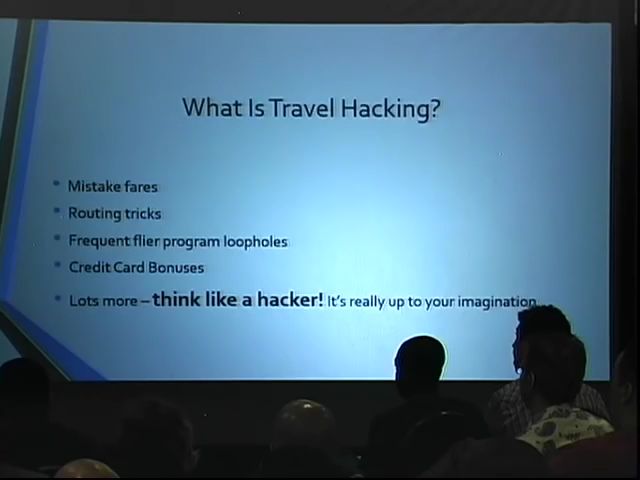 What Is Travel Hacking?
Mistake fares
Routing tricks
Frequent flier program loopholes
Credit Card Bonuses
Lots more – think like a hacker! It's really up to your imagination